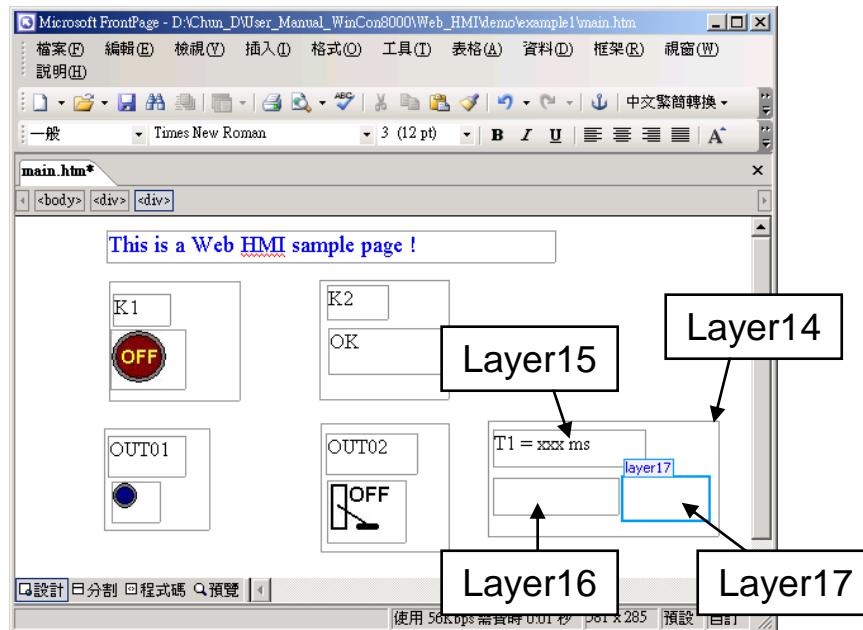 Microsoft FrontPage - D:\Chun_D\User_Manual_WinCon8000\Web_HMI\demo\example1\main.htm
檔案(F) 編輯(E) 檢視(V) 插入(I) 格式(O) 工具(T) 表格(A) 資料(D) 框架(R) 視窗(W)
說明(H)
ABC 中文繁簡轉換
一般 Times New Roman 3 (12 pt) B I U A
main.htm*
<body> <div> <div>
This is a Web HMI sample page !
K1
OFF
K2
OK
Layer15
Layer14
OUT01
OUT02
OFF
T1 = xxx ms
layer17
Layer16
Layer17
設計 分割 程式碼 預覽
使用 56Kbps 需費時 0:01 秒 581 x 285 預設 自訂